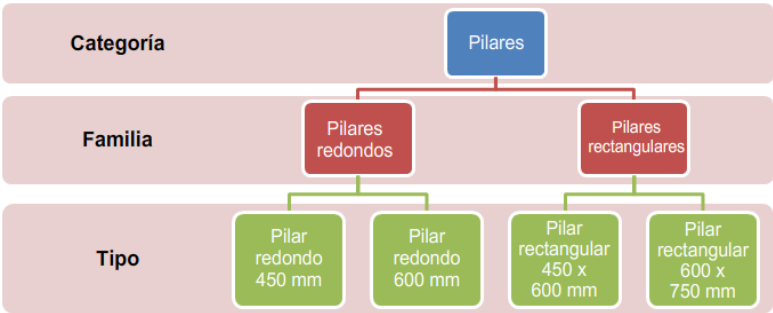 Categoría
Pilares
Familia
Pilares
redondos
Pilares
rectangulares
Tipo
Pilar
redondo
450 mm
Pilar
redondo
600 mm
Pilar
rectangular
450 x
600 mm
Pilar
rectangular
600 x
750 mm